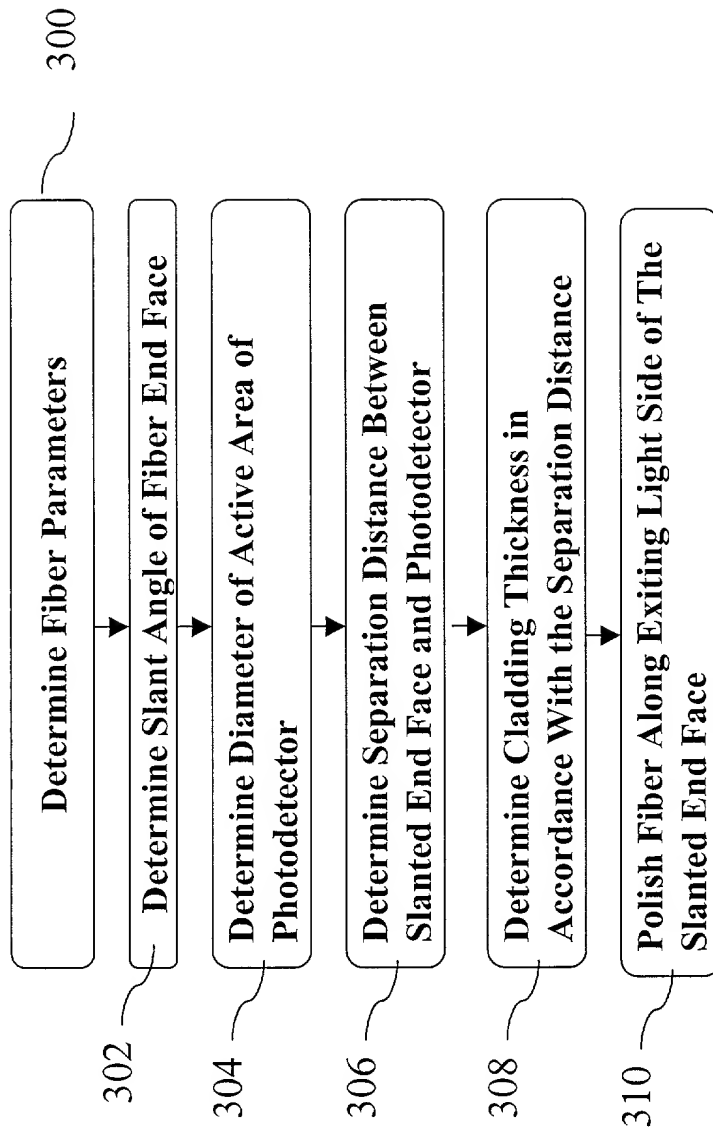 Determine Fiber Parameters
300
302
Determine Slant Angle of Fiber End Face
304
Determine Diameter of Active Area of
Photodetector
306
Determine Separation Distance Between
Slanted End Face and Photodetector
308
Determine Cladding Thickness in
Accordance With the Separation Distance
310
Polish Fiber Along Exiting Light Side of The
Slanted End Face